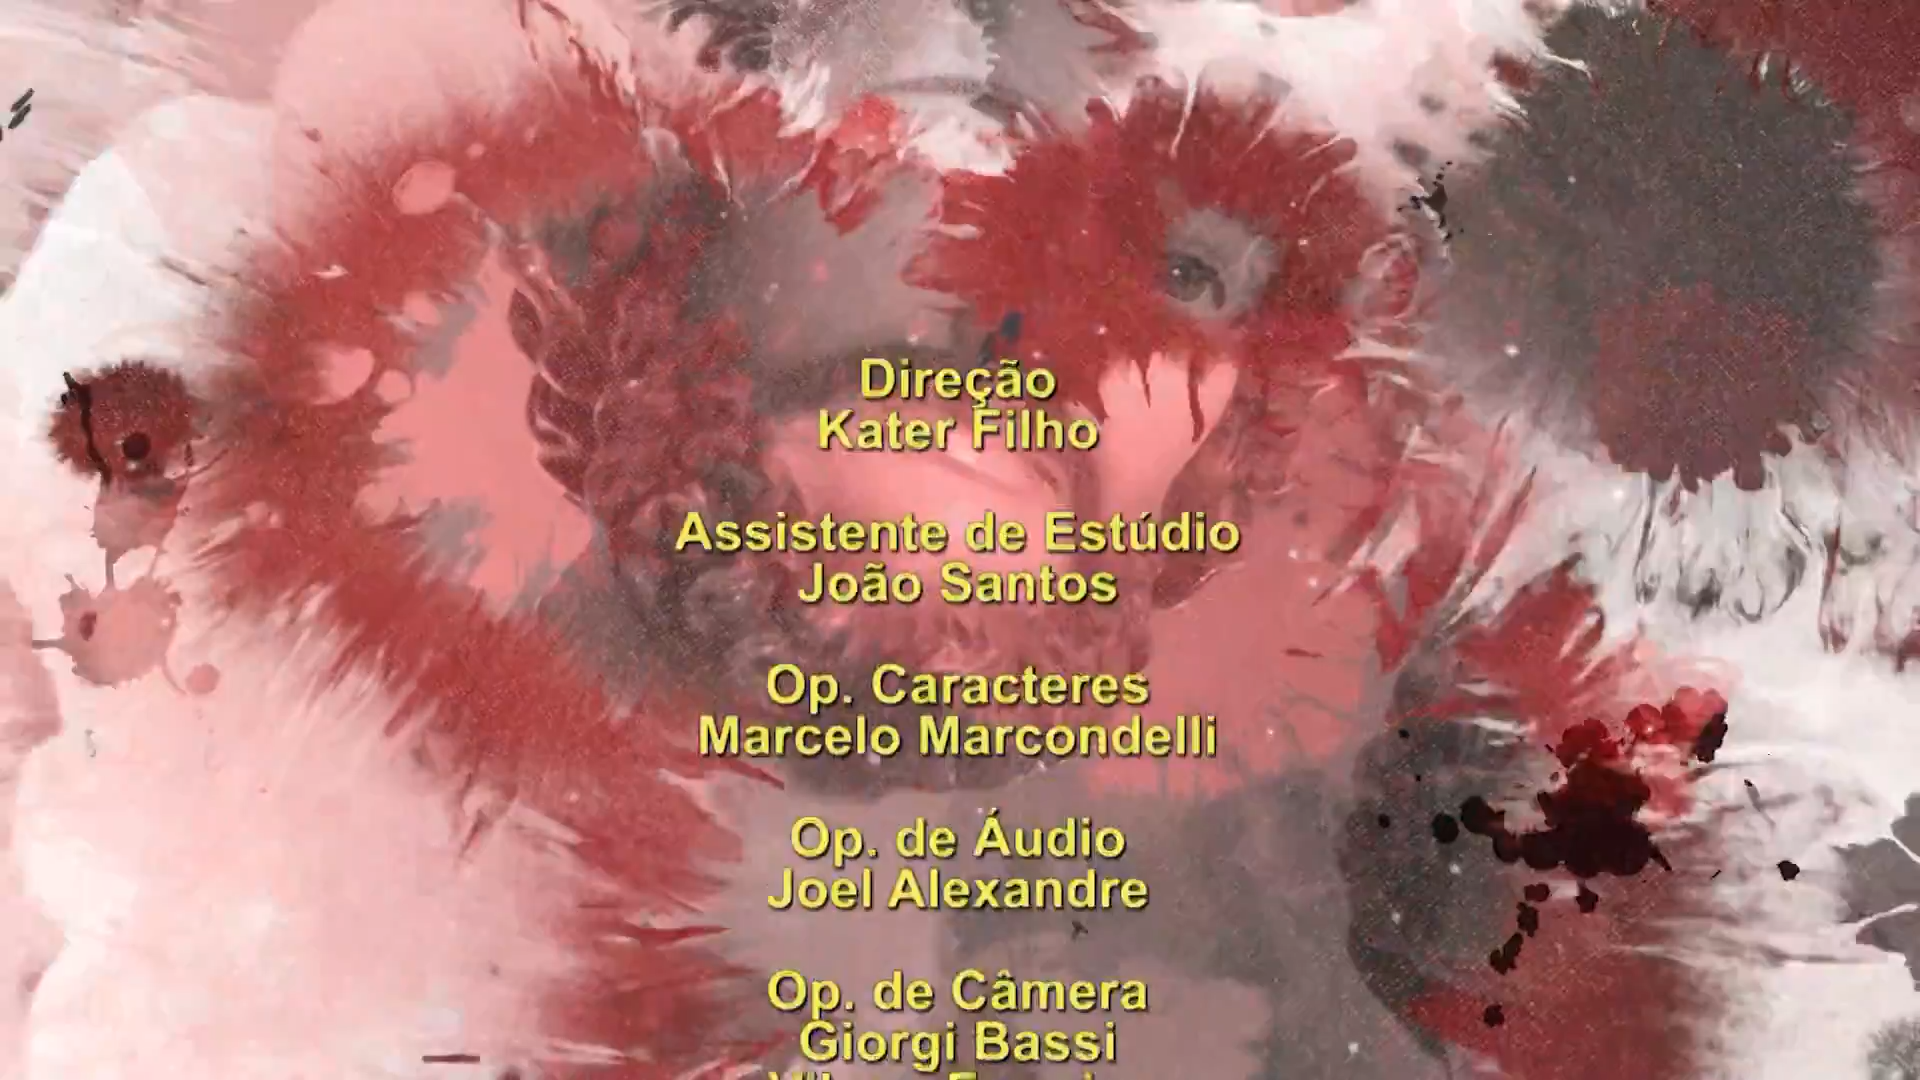 Direção
Kater Filho
Assistente de Estúdio
João Santos
Op. Caracteres
Marcelo Marcondelli
Op. de Áudio
Joel Alexandre
Op. de Câmera
Giorgi Bassi